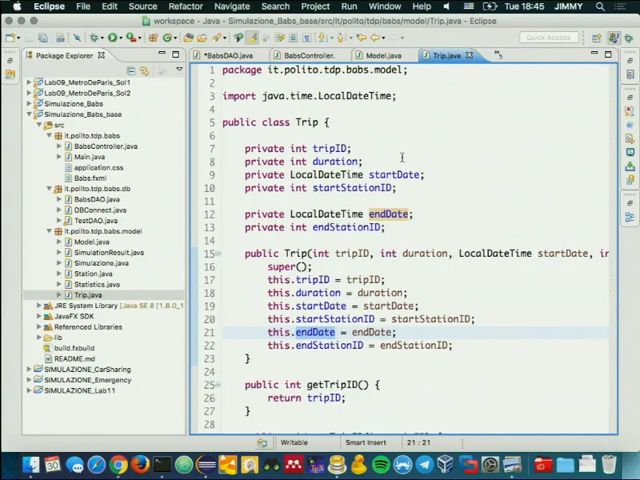 Eclipse File Edit Source Refactor Navigate Search Project Run Window Help Tue 18:45 JIMMY
workspace - Java - Simulazione_Babs_base/src/it/polito/tdp/babs/model/Trip.java - Eclipse
Quick Access
Package Explorer
Lab09_MetroDeParis_Sol1
Lab09_MetroDeParis_Sol2
Simulazione_Babs
Simulazione_Babs_base
src
it.polito.tdp.babs
BabsController.java
Main.java
application.css
Babs.fxml
it.polito.tdp.babs.db
BabsDAO.java
DBConnect.java
TestDAO.java
it.polito.tdp.babs.model
Model.java
SimulationResult.java
Simulazione.java
Station.java
Statistics.java
Trip.java
JRE System Library [Java SE 8 [1.8.0_1
JavaFX SDK
Referenced Libraries
lib
build.fxbuild
README.md
SIMULAZIONE_CarSharing
SIMULAZIONE_Emergency
SIMULAZIONE_Lab11
*BabsDAO.java
BabsController.
Model.java
Trip.java
1 package it.polito.tdp.babs.model;
2
3 import java.time.LocalDateTime;
4
5 public class Trip {
6
7 private int tripID;
8 private int duration;
9 private LocalDateTime startDate;
10 private int startStationID;
11
12 private LocalDateTime endDate;
13 private int endStationID;
14
15 public Trip(int tripID, int duration, LocalDateTime startDate, in
16 super();
17 this.tripID = tripID;
18 this.duration = duration;
19 this.startDate = startDate;
20 this.startStationID = startStationID;
21 this.endDate = endDate;
22 this.endStationID = endStationID;
23 }
24
25 public int getTripID() {
26 return tripID;
27 }
28
Writable
Smart Insert
21 : 21